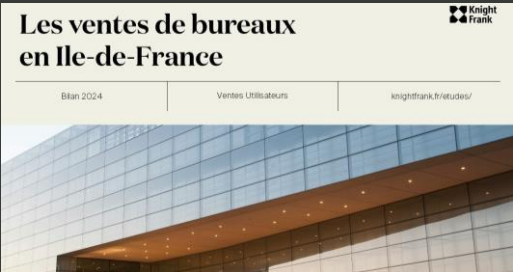 Les ventes de bureaux
en Ile-de-France
Knight
Frank
Bilan 2024
Ventes Utilisateurs
knightfrank.fr/etudes/